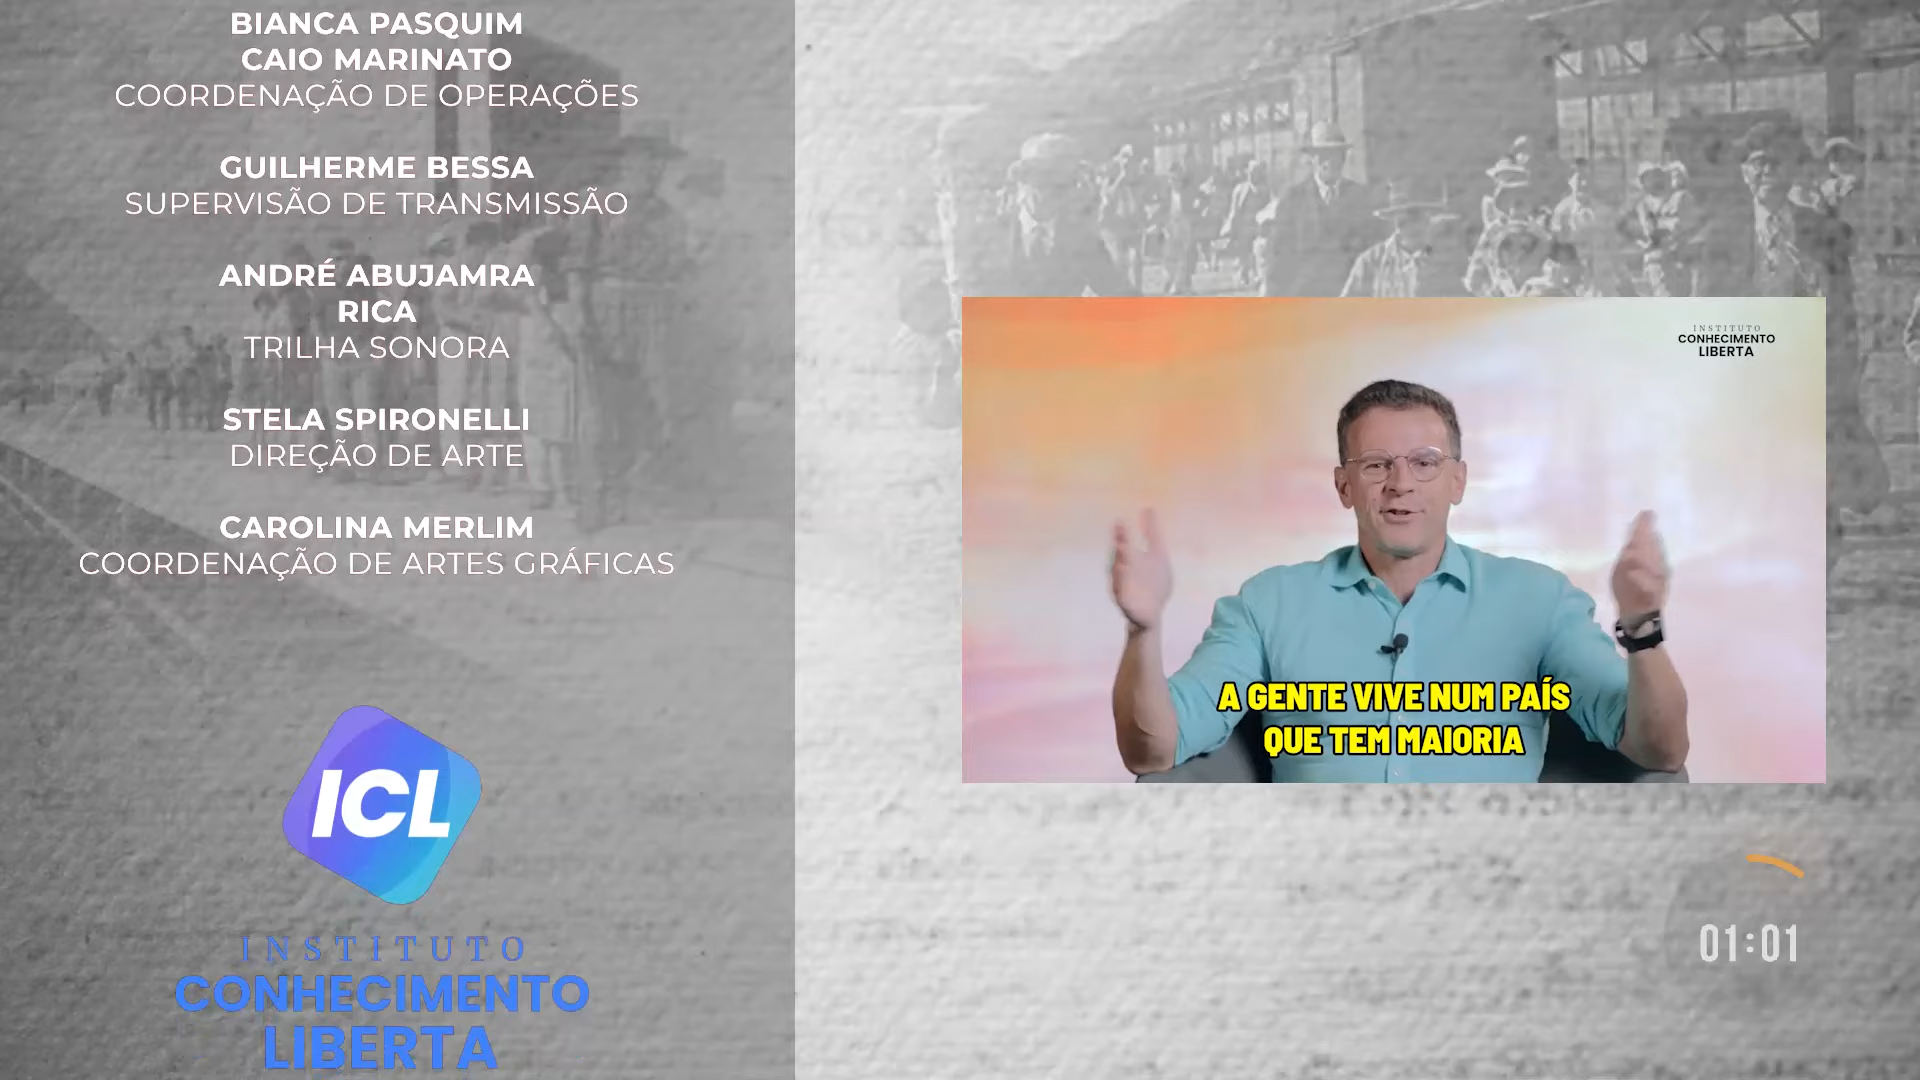 BIANCA PASQUIM
CAIO MARINATO
COORDENAÇÃO DE OPERAÇÕES
GUILHERME BESSA
SUPERVISÃO DE TRANSMISSÃO
ANDRÉ ABUJAMRA
RICA
TRILHA SONORA
STELA SPIRONELLI
DIREÇÃO DE ARTE
CAROLINA MERLIM
COORDENAÇÃO DE ARTES GRÁFICAS
ICL
INSTITUTO
CONHECIMENTO
LIBERTA
INSTITUTO
CONHECIMENTO
LIBERTA
A GENTE VIVE NUM PAÍS
QUE TEM MAIORIA
01:01